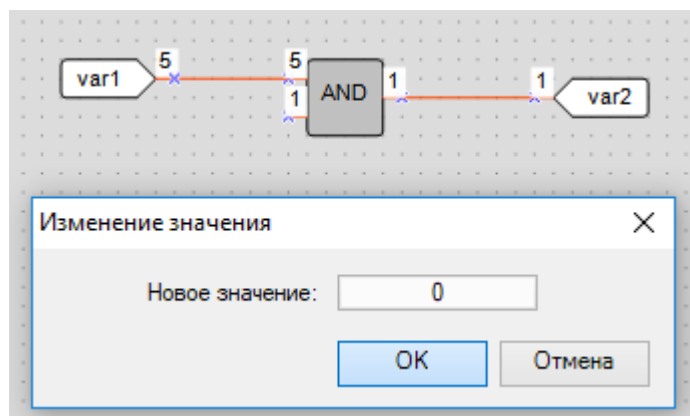 5 5
var1 AND 1 1
1 var2
Изменение значения
Новое значение: 0
OK Отмена